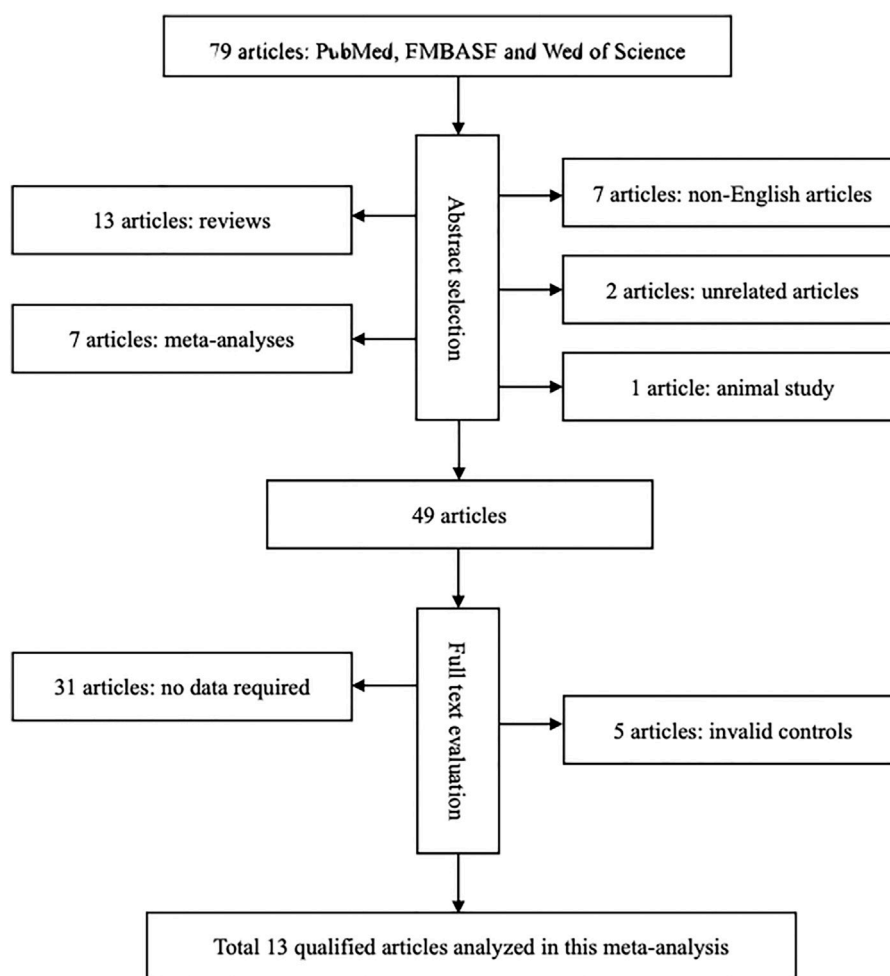 79 articles: PubMed, EMBASE and Wed of Science
Abstract selection
13 articles: reviews
7 articles: non-English articles
2 articles: unrelated articles
7 articles: meta-analyses
1 article: animal study
49 articles
Full text evaluation
31 articles: no data required
5 articles: invalid controls
Total 13 qualified articles analyzed in this meta-analysis